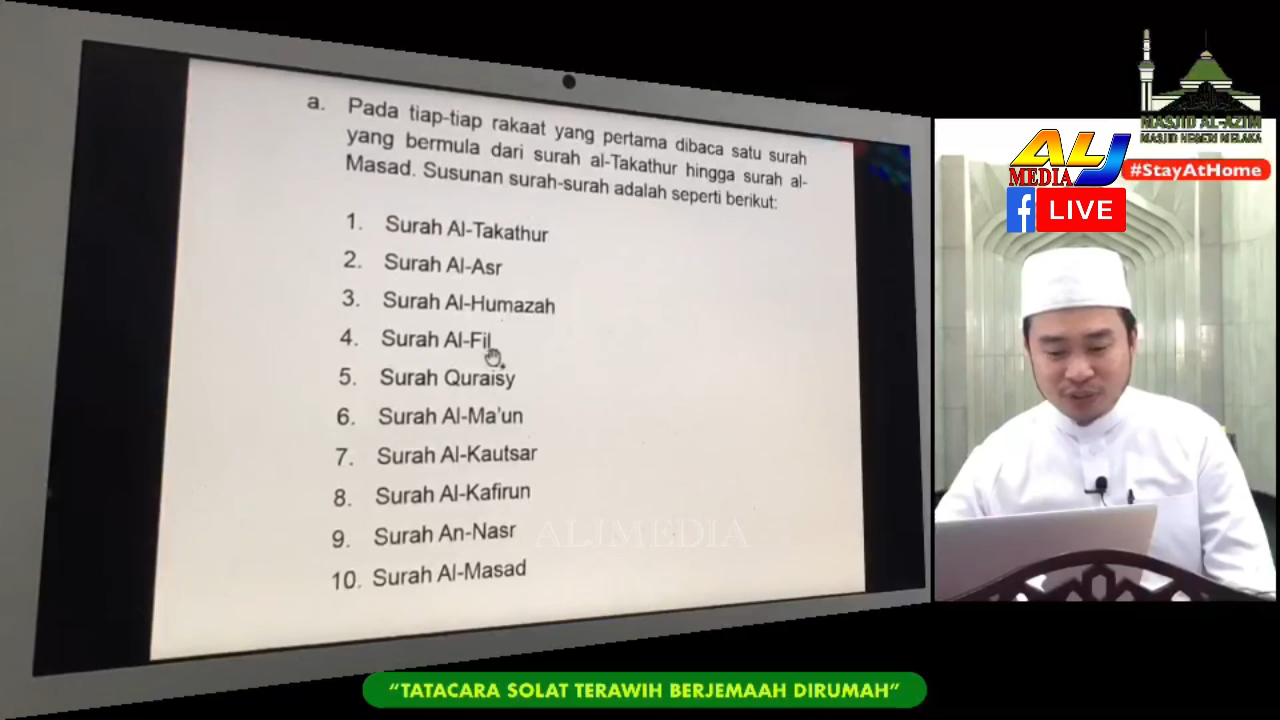 a. Pada tiap-tiap rakaat yang pertama dibaca satu surah
yang bermula dari surah al-Takathur hingga surah al-
Masad. Susunan surah-surah adalah seperti berikut:
1. Surah Al-Takathur
2. Surah Al-Asr
3. Surah Al-Humazah
4. Surah Al-Fil
5. Surah Quraisy
6. Surah Al-Ma'un
7. Surah Al-Kautsar
8. Surah Al-Kafirun
9. Surah An-Nasr
10. Surah Al-Masad
ALJMEDIA
MASJID AL-AZIM
MASJID NEGERI MELAKA
ALJ
MEDIA
#StayAtHome
f LIVE
“TATACARA SOLAT TERAWIH BERJEMAAH DIRUMAH”